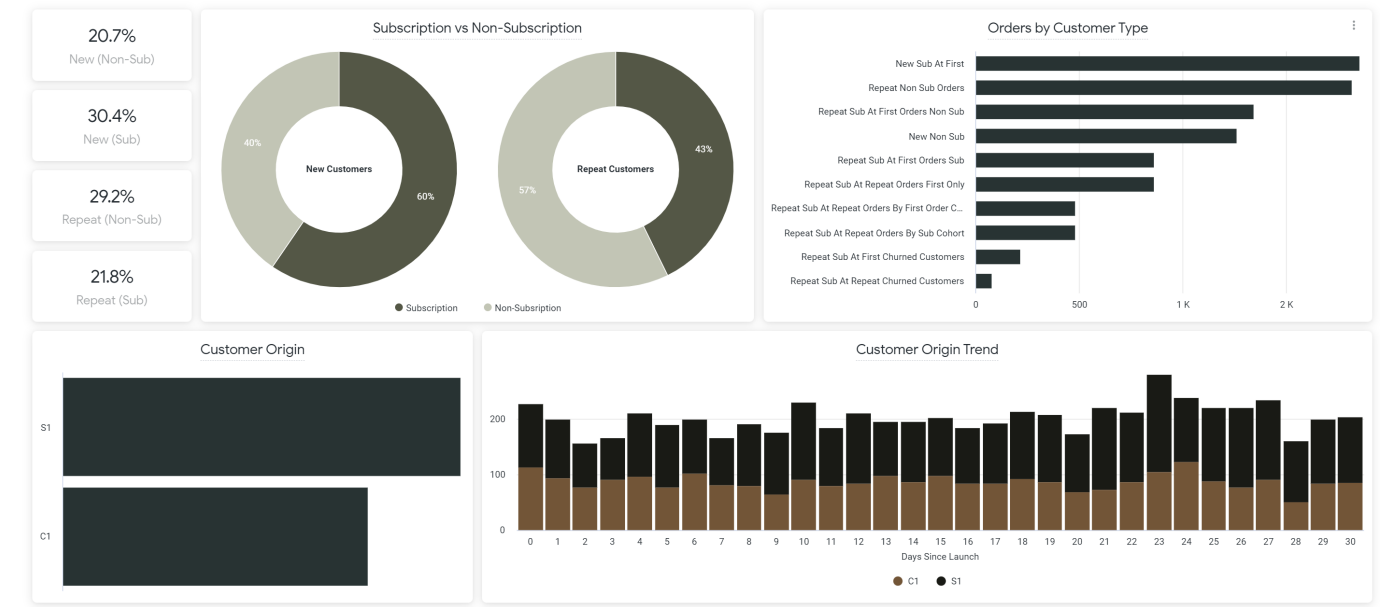 20.7%
New (Non-Sub)
30.4%
New (Sub)
29.2%
Repeat (Non-Sub)
21.8%
Repeat (Sub)
Subscription vs Non-Subscription
40%
New Customers
60%
43%
Repeat Customers
57%
Subscription
Non-Subsription
Orders by Customer Type
New Sub At First
Repeat Non Sub Orders
Repeat Sub At First Orders Non Sub
New Non Sub
Repeat Sub At First Orders Sub
Repeat Sub At Repeat Orders First Only
Repeat Sub At Repeat Orders By First Order C...
Repeat Sub At Repeat Orders By Sub Cohort
Repeat Sub At First Churned Customers
Repeat Sub At Repeat Churned Customers
0 500 1 K 2 K
Customer Origin
S1
C1
Customer Origin Trend
200
100
0
0 1 2 3 4 5 6 7 8 9 10 11 12 13 14 15 16 17 18 19 20 21 22 23 24 25 26 27 28 29 30
Days Since Launch
C1 S1